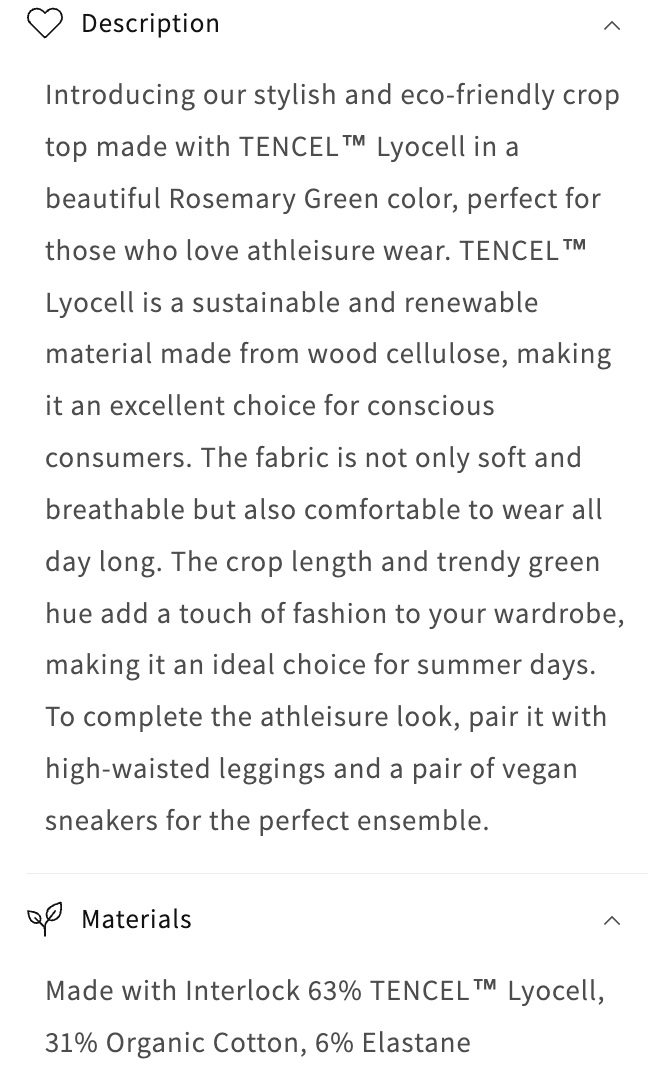 Description
Introducing our stylish and eco-friendly crop
top made with TENCEL™ Lyocell in a
beautiful Rosemary Green color, perfect for
those who love athleisure wear. TENCEL™
Lyocell is a sustainable and renewable
material made from wood cellulose, making
it an excellent choice for conscious
consumers. The fabric is not only soft and
breathable but also comfortable to wear all
day long. The crop length and trendy green
hue add a touch of fashion to your wardrobe,
making it an ideal choice for summer days.
To complete the athleisure look, pair it with
high-waisted leggings and a pair of vegan
sneakers for the perfect ensemble.
Materials
Made with Interlock 63% TENCEL™ Lyocell,
31% Organic Cotton, 6% Elastane